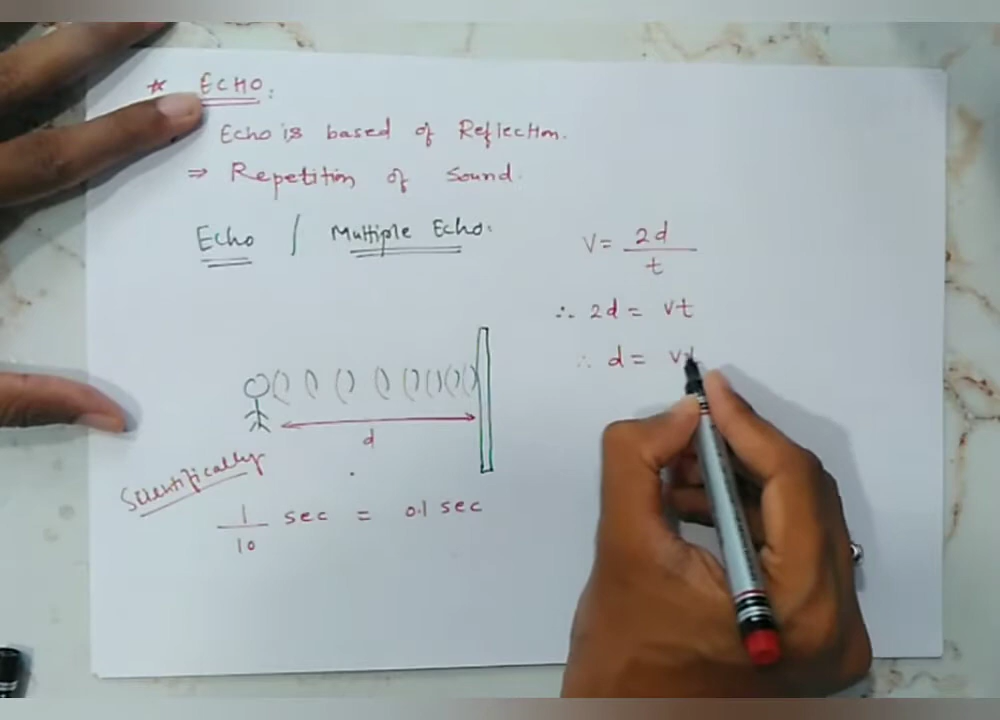 * ECHO:
Echo is based of Reflection.
⇒ Repetition of Sound.
Echo / Multiple Echo:
V = 2d / t
∴ 2d = vt
∴ d = vt
d
Scientifically
1/10 sec = 0.1 sec